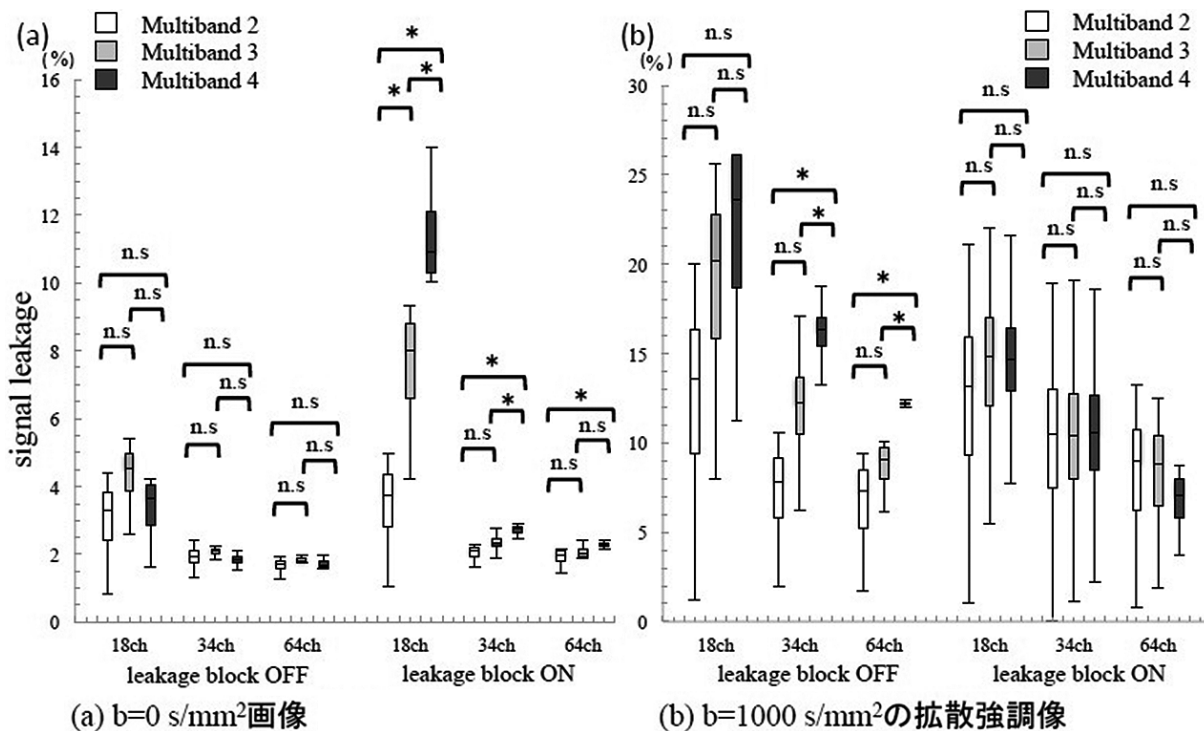 (a)
(%)
Multiband 2
Multiband 3
Multiband 4
16
14
12
10
8
6
4
2
0
signal leakage
n.s
n.s
n.s
n.s
n.s
n.s
n.s
n.s
n.s
*
*
*
*
*
n.s
*
n.s
n.s
18ch 34ch 64ch 18ch 34ch 64ch
leakage block OFF leakage block ON
(a) b=0 s/mm²画像
(b)
(%)
Multiband 2
Multiband 3
Multiband 4
30
25
20
15
10
5
0
n.s
n.s
n.s
*
*
n.s
*
*
n.s
n.s
n.s
n.s
n.s
n.s
n.s
n.s
n.s
n.s
18ch 34ch 64ch 18ch 34ch 64ch
leakage block OFF leakage block ON
(b) b=1000 s/mm²の拡散強調像